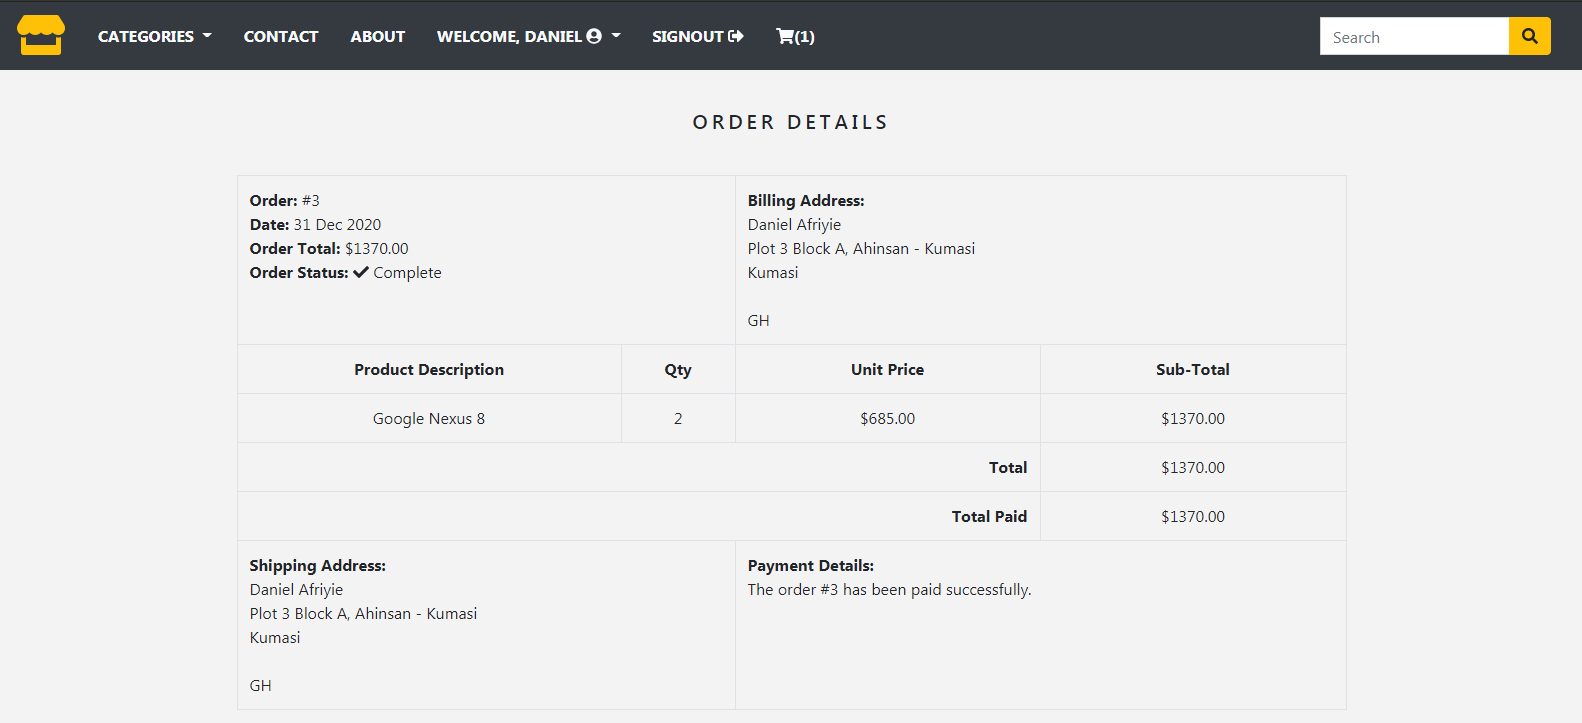 CATEGORIES CONTACT ABOUT WELCOME, DANIEL SIGNOUT (1) Search
ORDER DETAILS
Order: #3
Date: 31 Dec 2020
Order Total: $1370.00
Order Status: Complete
Billing Address:
Daniel Afriyie
Plot 3 Block A, Ahinsan - Kumasi
Kumasi
GH
Product Description Qty Unit Price Sub-Total
Google Nexus 8 2 $685.00 $1370.00
Total $1370.00
Total Paid $1370.00
Shipping Address:
Daniel Afriyie
Plot 3 Block A, Ahinsan - Kumasi
Kumasi
GH
Payment Details:
The order #3 has been paid successfully.